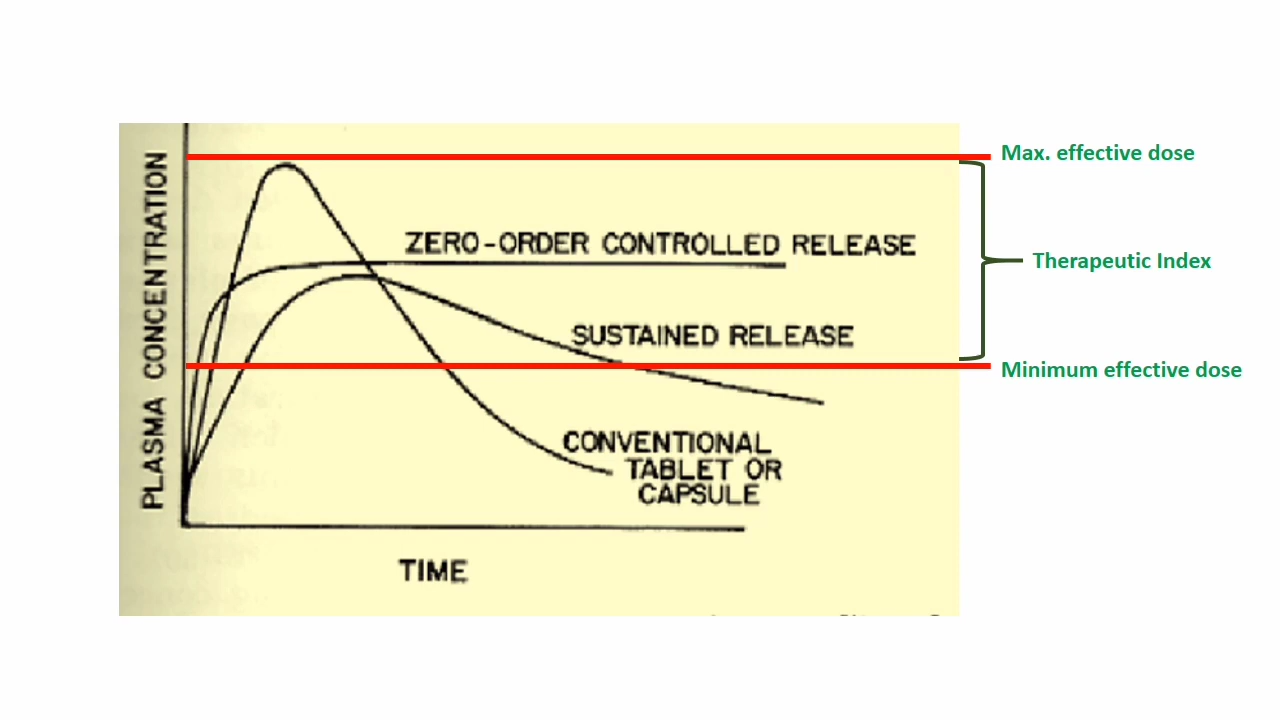 PLASMA CONCENTRATION
ZERO-ORDER CONTROLLED RELEASE
SUSTAINED RELEASE
CONVENTIONAL
TABLET OR
CAPSULE
TIME
Max. effective dose
Therapeutic Index
Minimum effective dose